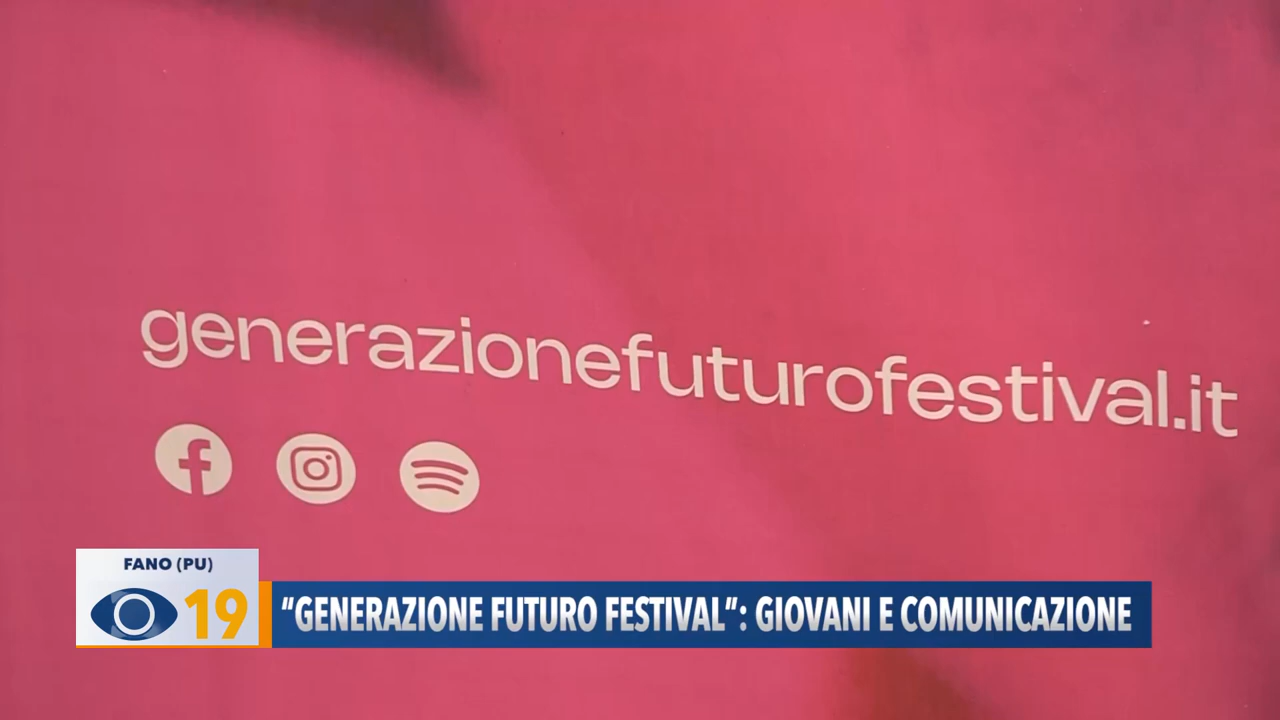 generazionefuturofestival.it
FANO (PU)
19
“GENERAZIONE FUTURO FESTIVAL”: GIOVANI E COMUNICAZIONE